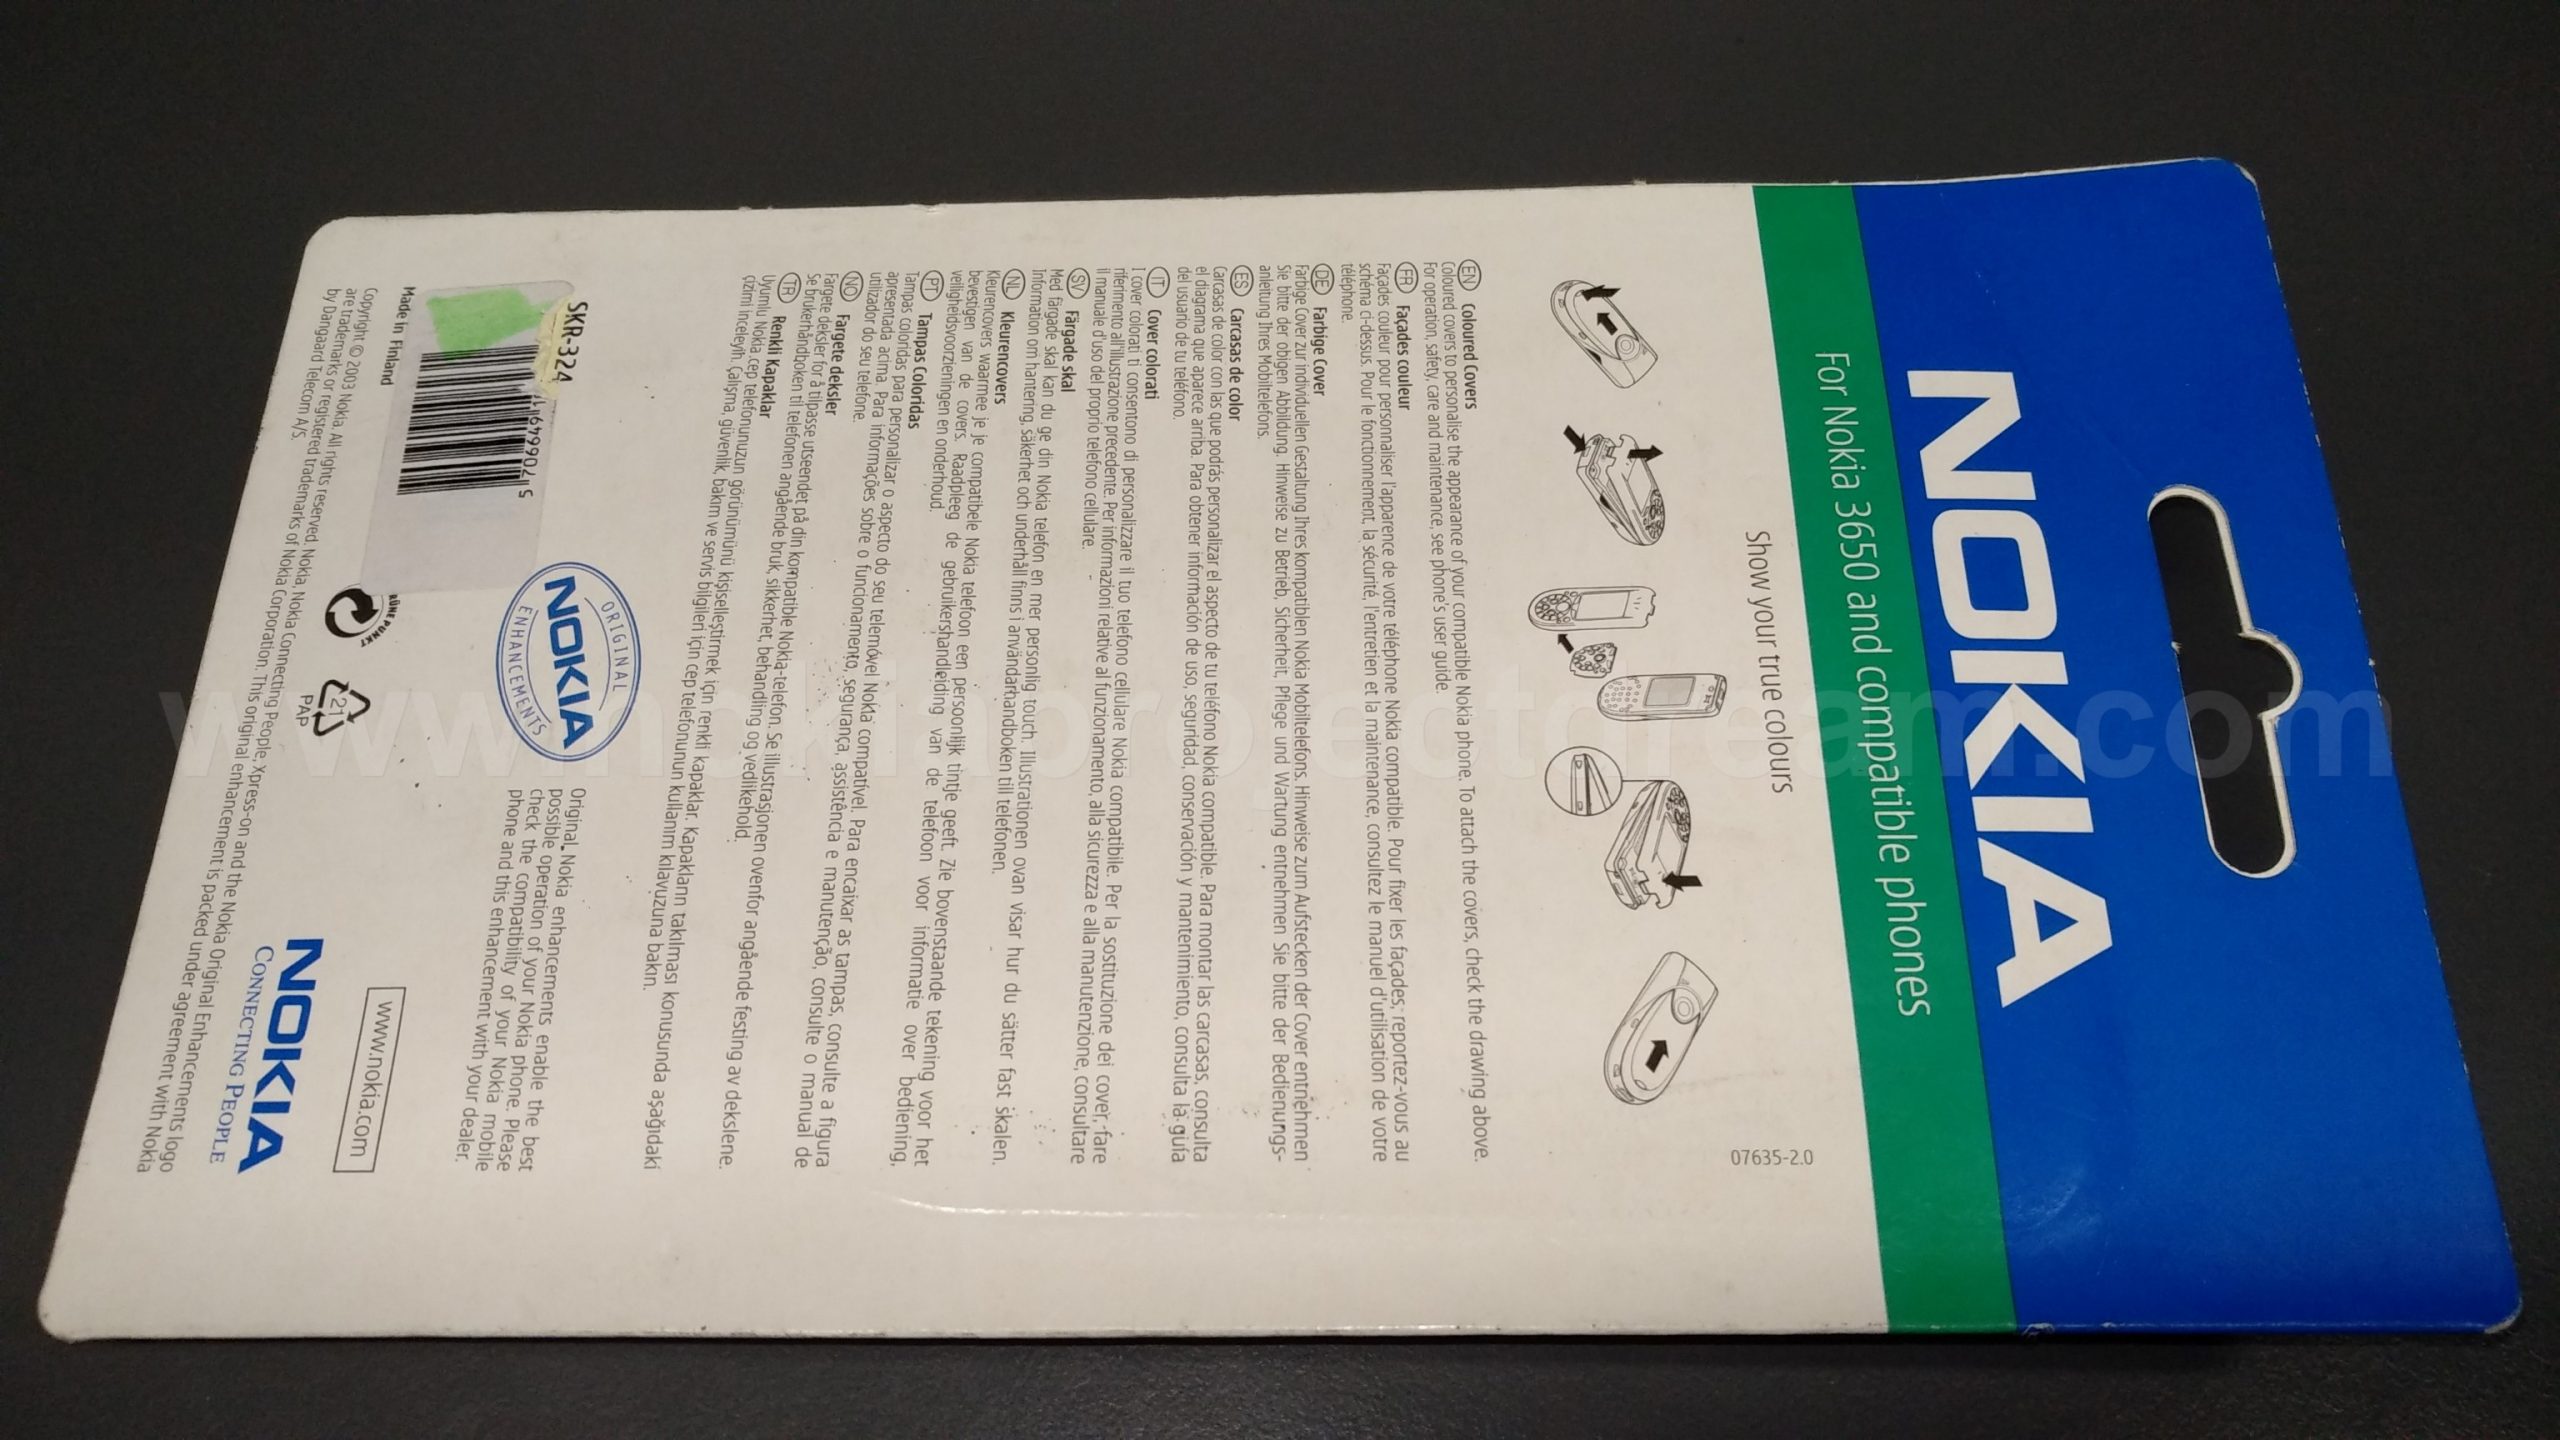 NOKIA
For Nokia 3650 and compatible phones
Show your true colours
07635-2.0
EN Coloured Covers
Coloured covers to personalise the appearance of your compatible Nokia phone. To attach the covers, check the drawing above.
For operation, safety, care and maintenance, see phone's user guide.
FR Façades couleur
Façades couleur pour personnaliser l'apparence de votre téléphone Nokia compatible. Pour fixer les façades, reportez-vous au
schéma ci-dessus. Pour le fonctionnement, la sécurité, l'entretien et la maintenance, consultez le manuel d'utilisation de votre
téléphone.
DE Farbige Cover
Farbige Cover zur individuellen Gestaltung Ihres kompatiblen Nokia Mobiltelefons. Hinweise zum Aufstecken der Cover entnehmen
Sie bitte der obigen Abbildung. Hinweise zu Betrieb, Sicherheit, Pflege und Wartung entnehmen Sie bitte der Bedienungs-
anleitung Ihres Mobiltelefons.
ES Carcasas de color
Carcasas de color con las que podrás personalizar el aspecto de tu teléfono Nokia compatible. Para montar las carcasas, consulta
el diagrama que aparece arriba. Para obtener información de uso, seguridad, conservación y mantenimiento, consulta la guía
del usuario de tu teléfono.
IT Cover colorati
I cover colorati ti consentono di personalizzare il tuo telefono cellulare Nokia compatibile. Per la sostituzione dei cover, fare
riferimento all'illustrazione precedente. Per informazioni relative al funzionamento, alla sicurezza e alla manutenzione, consultare
il manuale d'uso del proprio telefono cellulare.
SV Färgade skal
Med färgade skal kan du ge din Nokia telefon en mer personlig touch. Illustrationen ovan visar hur du sätter fast skalen.
Information om hantering, säkerhet och underhåll finns i användarhandboken till telefonen.
NL Kleurencovers
Kleurencovers waarmee je je compatibele Nokia telefoon een persoonlijk tintje geeft. Zie bovenstaande tekening voor het
bevestigen van de covers. Raadpleeg de gebruikershandleiding van de telefoon voor informatie over bediening,
veiligheidsvoorzieningen en onderhoud.
PT Tampas Coloridas
Tampas coloridas para personalizar o aspecto do seu telemóvel Nokia compatível. Para encaixar as tampas, consulte a figura
apresentada acima. Para informações sobre o funcionamento, segurança, assistência e manutenção, consulte o manual de
utilizador do seu telefone.
NO Fargete deksler
Fargete deksler for å tilpasse utseendet på din kompatible Nokia-telefon. Se illustrasjonen ovenfor angående festing av dekslene.
Se brukerhåndboken til telefonen angående bruk, sikkerhet, behandling og vedlikehold.
TR Renkli Kapaklar
Uyumlu Nokia cep telefonunuzun görünümünü kişiselleştirmek için renkli kapaklar. Kapakların takılması konusunda aşağıdaki
çizimi inceleyin. Çalışma, güvenlik, bakım ve servis bilgileri için cep telefonunun kullanım kılavuzuna bakın.
SKR-324
ORIGINAL
NOKIA
ENHANCEMENTS
Original Nokia enhancements enable the best
possible operation of your Nokia phone. Please
check the compatibility of your Nokia mobile
phone and this enhancement with your dealer.
Made in Finland
PUNKT
21
PAP
www.nokia.com
NOKIA
CONNECTING PEOPLE
Copyright © 2003 Nokia. All rights reserved. Nokia, Nokia Connecting People, Xpress-on and the Nokia Original Enhancements logo
are trademarks or registered trademarks of Nokia Corporation. This original enhancement is packed under agreement with Nokia
by Dangaard Telecom A/S.
www.nokiaprojectdream.com